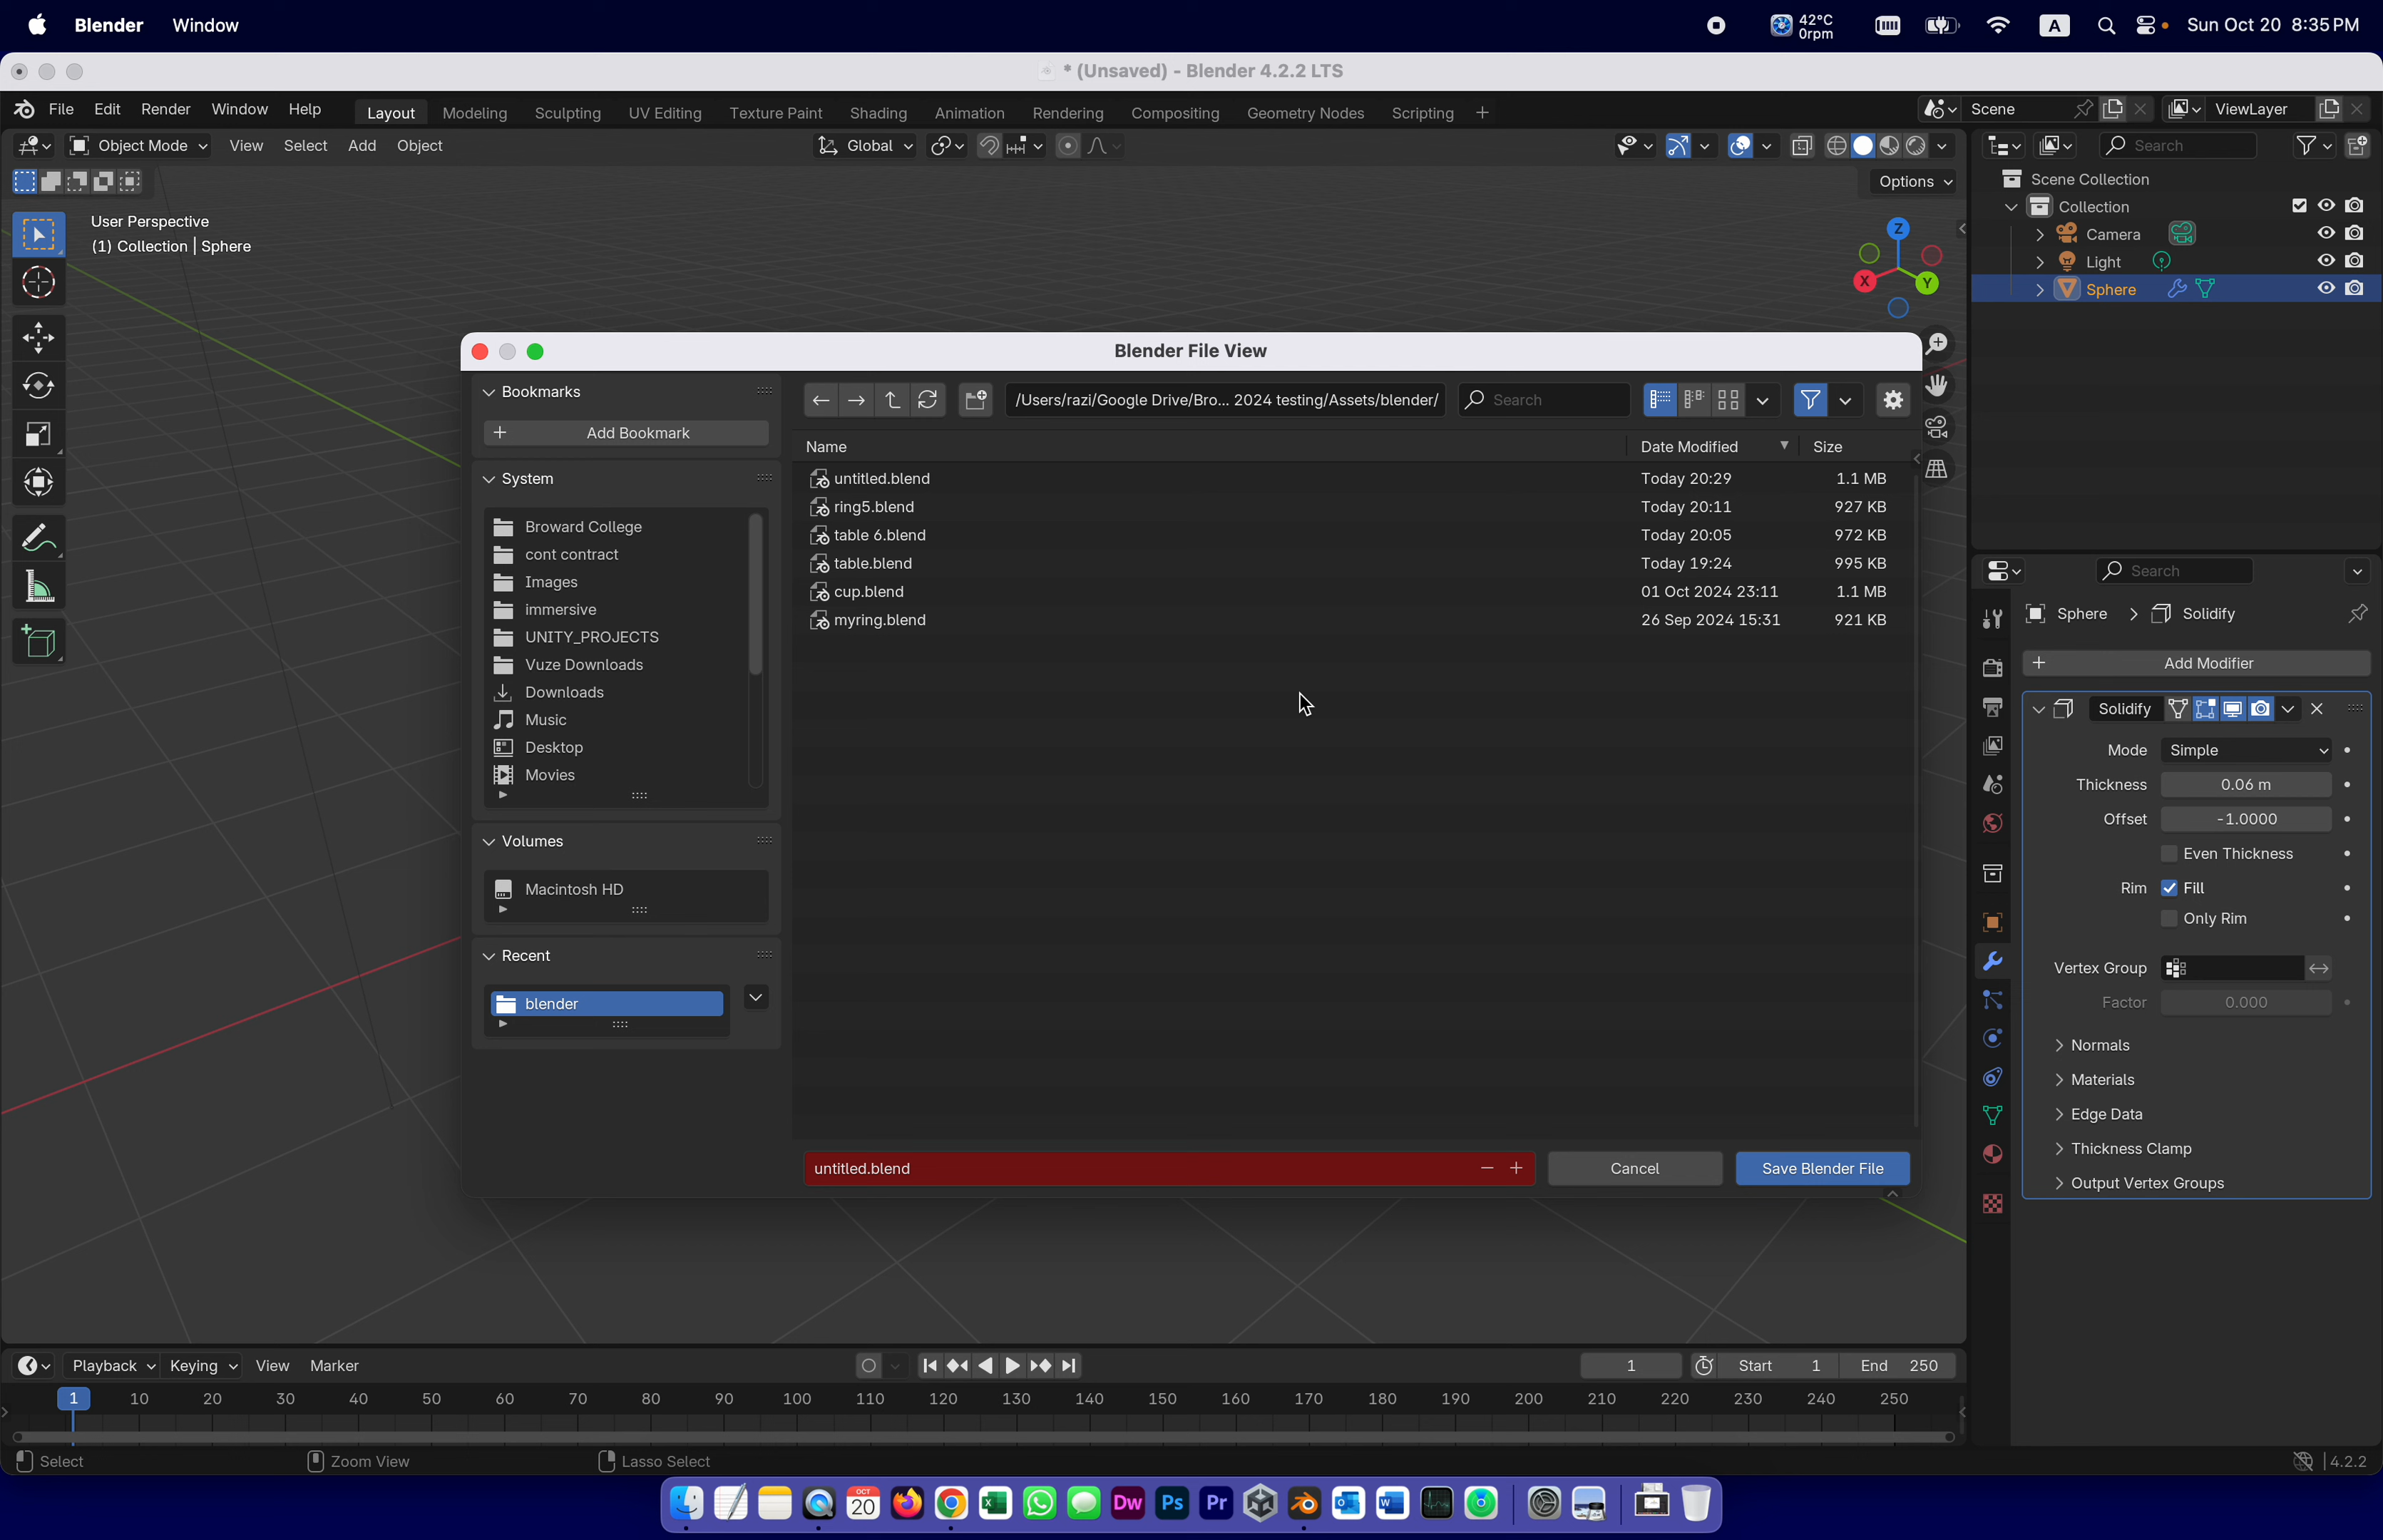 Blender Window
42°C
0rpm
A
Sun Oct 20 8:35 PM
* (Unsaved) - Blender 4.2.2 LTS
File Edit Render Window Help
Layout Modeling Sculpting UV Editing Texture Paint Shading Animation Rendering Compositing Geometry Nodes Scripting +
Scene
ViewLayer
Object Mode View Select Add Object
Global
Search
Options
User Perspective
(1) Collection | Sphere
Z
X
Y
Scene Collection
Collection
Camera
Light
Sphere
Blender File View
Bookmarks
+ Add Bookmark
System
Broward College
cont contract
Images
immersive
UNITY_PROJECTS
Vuze Downloads
Downloads
Music
Desktop
Movies
Volumes
Macintosh HD
Recent
blender
/Users/razi/Google Drive/Bro... 2024 testing/Assets/blender/
Search
Name Date Modified Size
untitled.blend Today 20:29 1.1 MB
ring5.blend Today 20:11 927 KB
table 6.blend Today 20:05 972 KB
table.blend Today 19:24 995 KB
cup.blend 01 Oct 2024 23:11 1.1 MB
myring.blend 26 Sep 2024 15:31 921 KB
untitled.blend
Cancel
Save Blender File
Search
Sphere > Solidify
+ Add Modifier
Solidify
Mode Simple
Thickness 0.06 m
Offset -1.0000
Even Thickness
Rim Fill
Only Rim
Vertex Group
Factor 0.000
Normals
Materials
Edge Data
Thickness Clamp
Output Vertex Groups
Playback Keying View Marker
1
Start 1
End 250
1 10 20 30 40 50 60 70 80 90 100 110 120 130 140 150 160 170 180 190 200 210 220 230 240 250
Select
Zoom View
Lasso Select
4.2.2
OCT
20
Dw
Ps
Pr